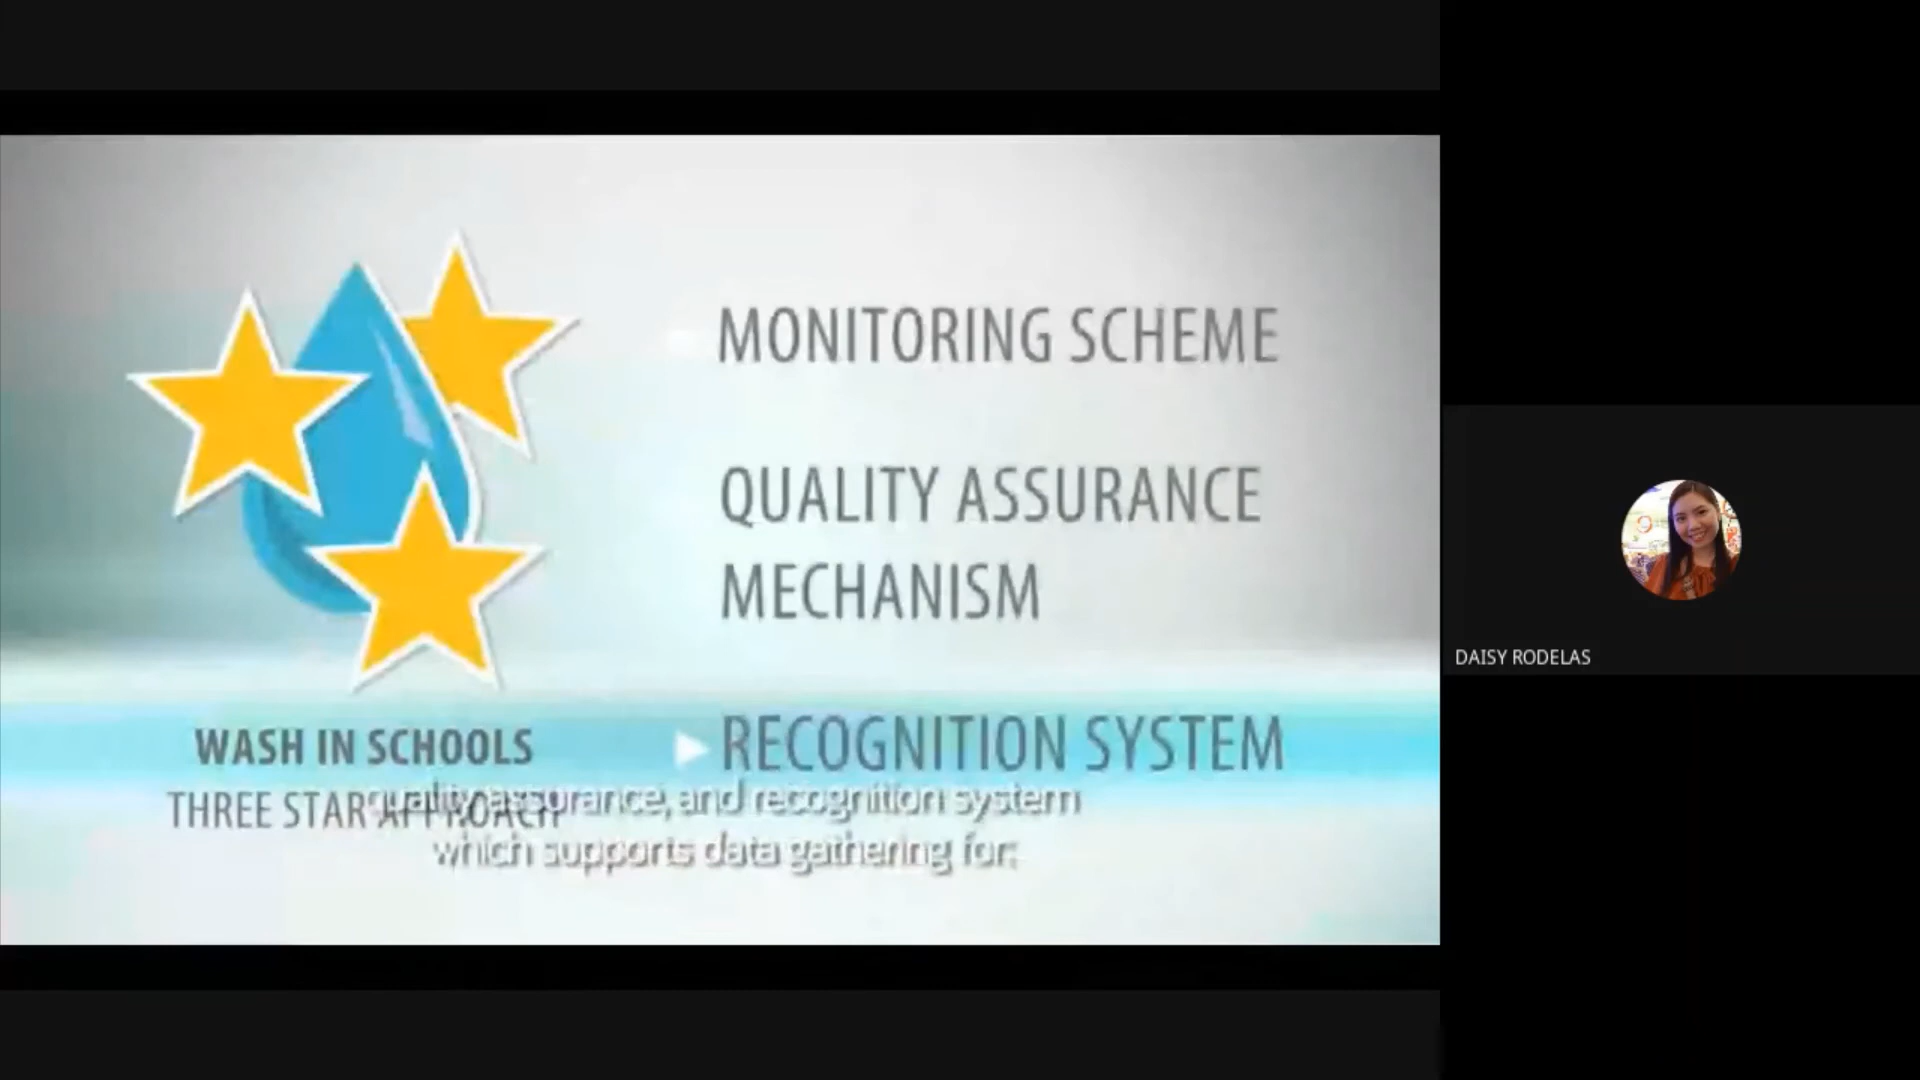 MONITORING SCHEME
QUALITY ASSURANCE
MECHANISM
WASH IN SCHOOLS
RECOGNITION SYSTEM
THREE STAR APPROACH
quality assurance, and recognition system
which supports data gathering for:
DAISY RODELAS